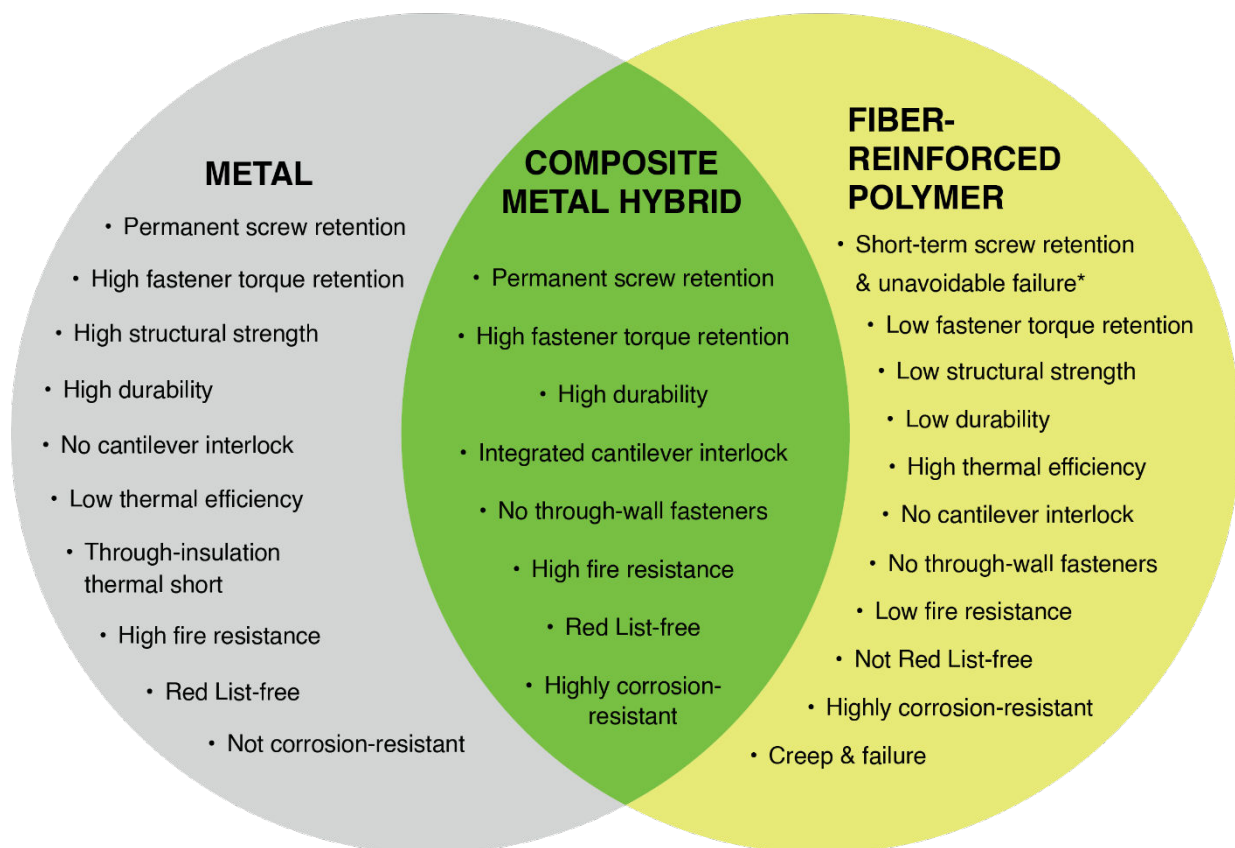 METAL
• Permanent screw retention
• High fastener torque retention
• High structural strength
• High durability
• No cantilever interlock
• Low thermal efficiency
• Through-insulation
thermal short
• High fire resistance
• Red List-free
• Not corrosion-resistant
COMPOSITE
METAL HYBRID
• Permanent screw retention
• High fastener torque retention
• High durability
• Integrated cantilever interlock
• No through-wall fasteners
• High fire resistance
• Red List-free
• Highly corrosion-
resistant
FIBER-
REINFORCED
POLYMER
• Short-term screw retention
& unavoidable failure*
• Low fastener torque retention
• Low structural strength
• Low durability
• High thermal efficiency
• No cantilever interlock
• No through-wall fasteners
• Low fire resistance
• Not Red List-free
• Highly corrosion-resistant
• Creep & failure